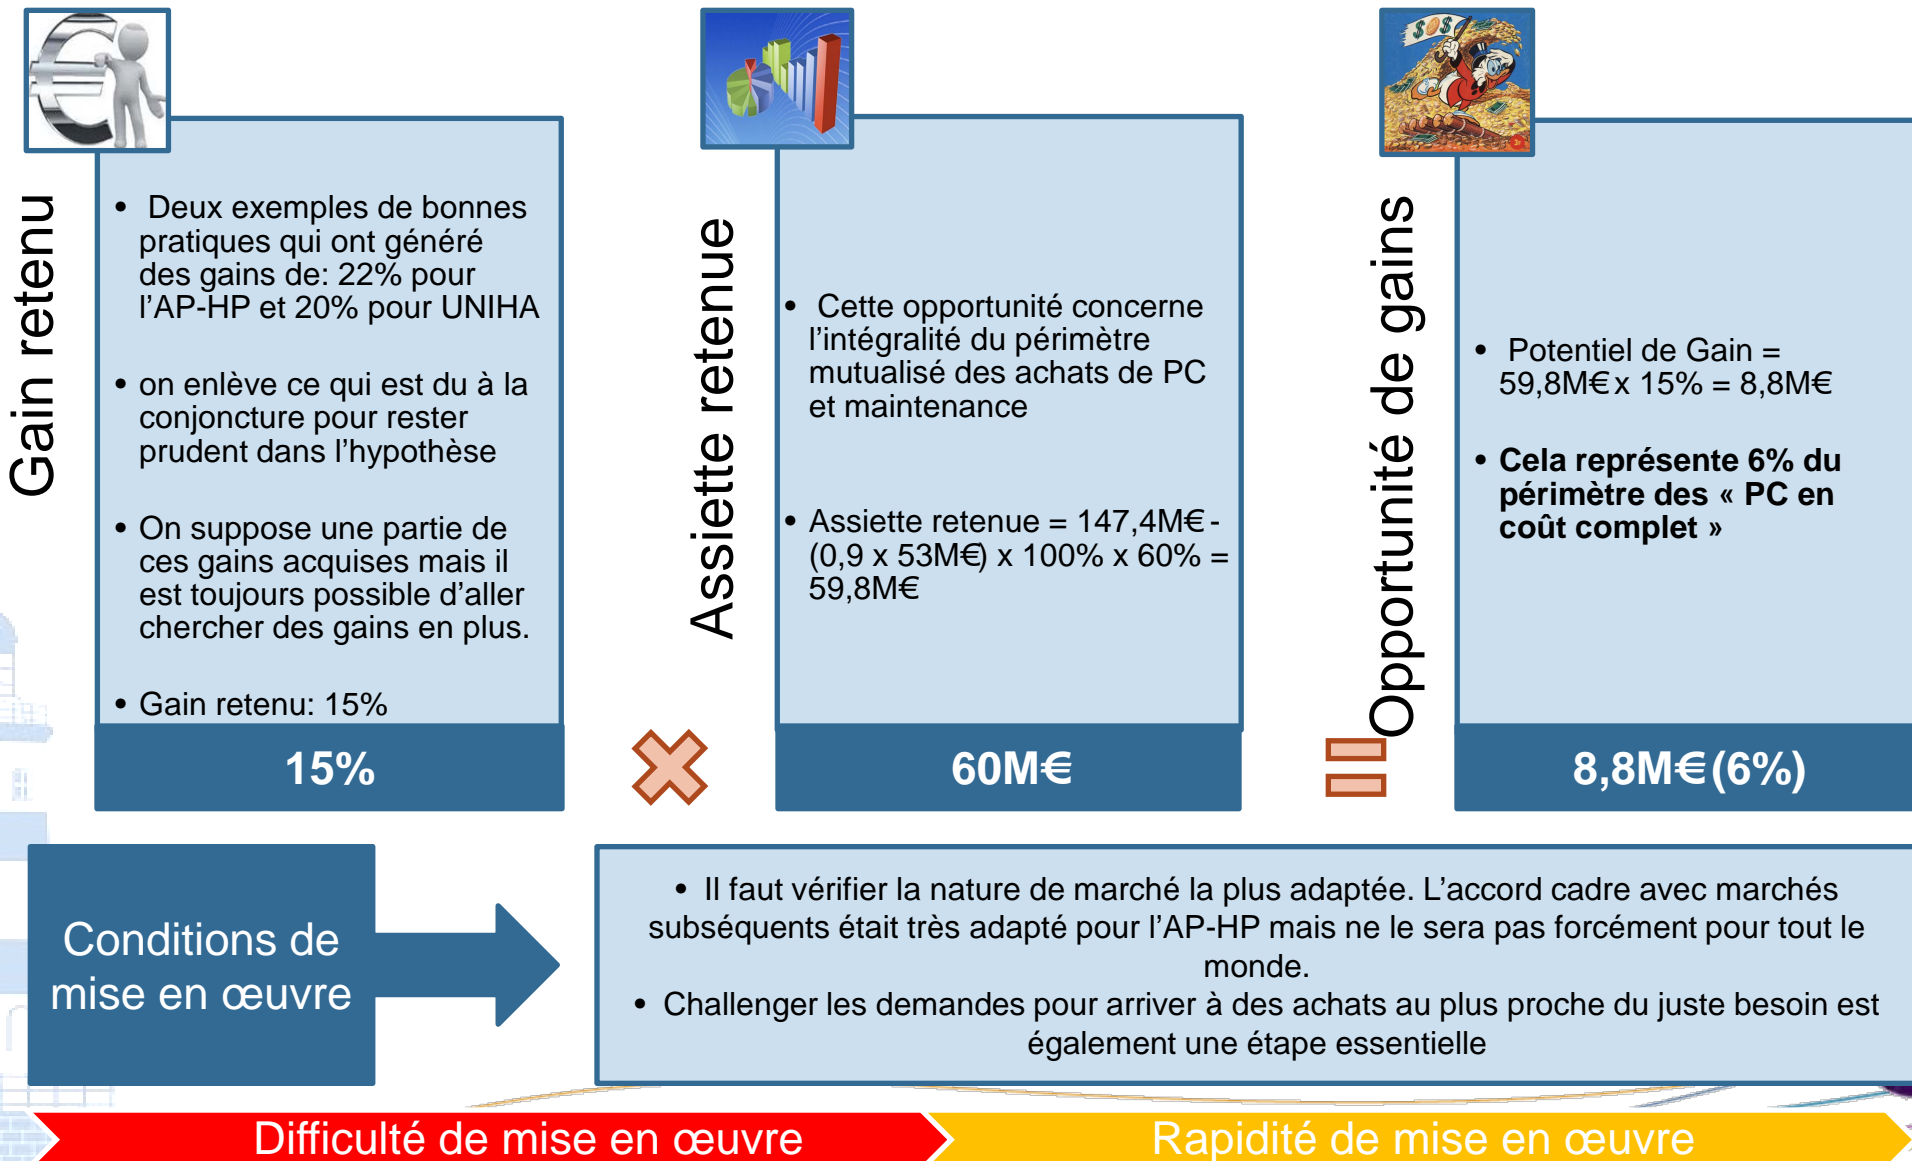 $O$
Gain retenu
• Deux exemples de bonnes
pratiques qui ont généré
des gains de: 22% pour
l’AP-HP et 20% pour UNIHA
• on enlève ce qui est du à la
conjoncture pour rester
prudent dans l’hypothèse
• On suppose une partie de
ces gains acquises mais il
est toujours possible d’aller
chercher des gains en plus.
• Gain retenu: 15%
15%
Assiette retenue
• Cette opportunité concerne
l’intégralité du périmètre
mutualisé des achats de PC
et maintenance
• Assiette retenue = 147,4M€ -
(0,9 x 53M€) x 100% x 60% =
59,8M€
60M€
Opportunité de gains
• Potentiel de Gain =
59,8M€ x 15% = 8,8M€
• Cela représente 6% du
périmètre des « PC en
coût complet »
8,8M€ (6%)
Conditions de
mise en œuvre
• Il faut vérifier la nature de marché la plus adaptée. L’accord cadre avec marchés
subséquents était très adapté pour l’AP-HP mais ne le sera pas forcément pour tout le
monde.
• Challenger les demandes pour arriver à des achats au plus proche du juste besoin est
également une étape essentielle
Difficulté de mise en œuvre
Rapidité de mise en œuvre